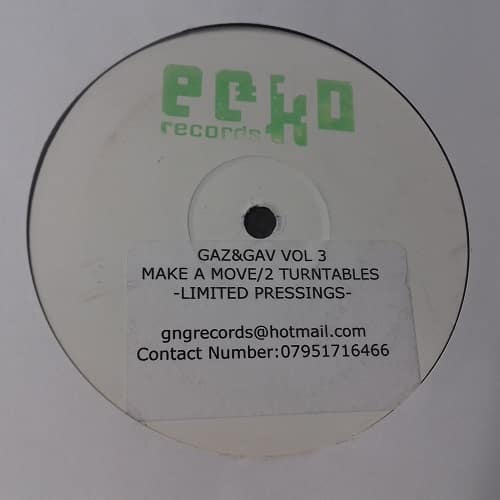 ecko
records
GAZ&GAV VOL 3
MAKE A MOVE/2 TURNTABLES
-LIMITED PRESSINGS-
gngrecords@hotmail.com
Contact Number:07951716466